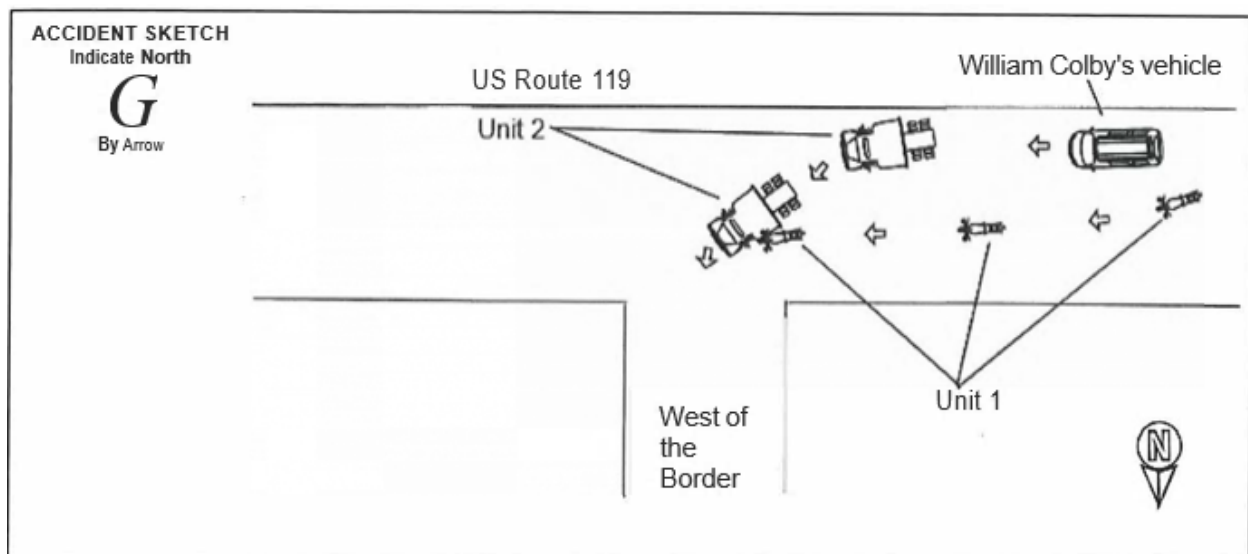 ACCIDENT SKETCH
Indicate North
G
By Arrow
US Route 119
William Colby's vehicle
Unit 2
Unit 1
West of
the
Border
N